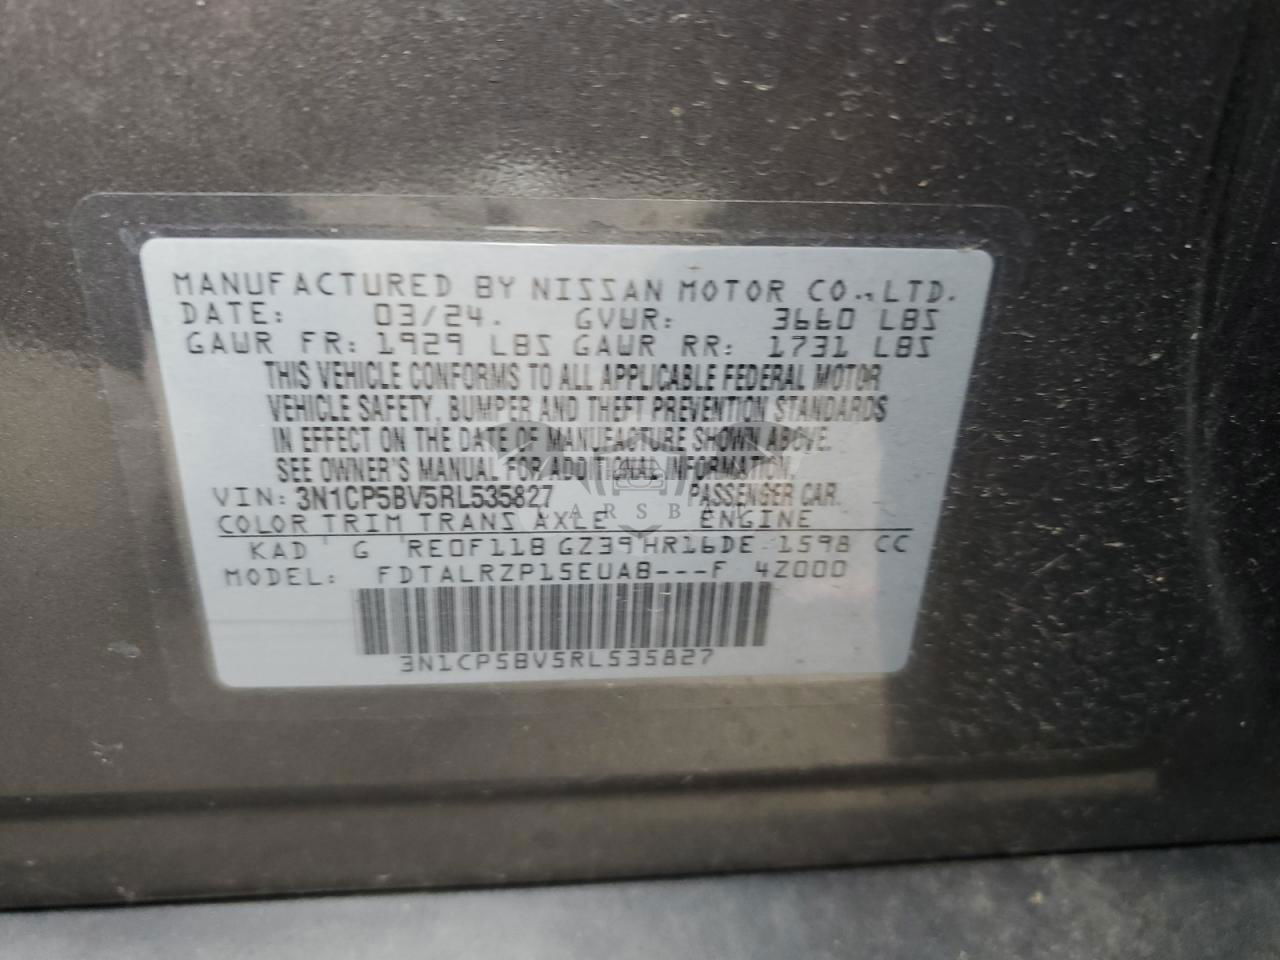 MANUFACTURED BY NISSAN MOTOR CO., LTD.
DATE: 03/24. GVWR: 3660 LBS
GAWR FR: 1929 LBS GAWR RR: 1731 LBS
THIS VEHICLE CONFORMS TO ALL APPLICABLE FEDERAL MOTOR
VEHICLE SAFETY, BUMPER AND THEFT PREVENTION STANDARDS
IN EFFECT ON THE DATE OF MANUFACTURE SHOWN ABOVE.
SEE OWNER'S MANUAL FOR ADDITIONAL INFORMATION.
VIN: 3N1CP5BV5RL535827 PASSENGER CAR
COLOR TRIM TRANS AXLE ENGINE
KAD G RE0F11B GZ39 HR16DE 1598 CC
MODEL: FDTALRZP15EUAB---F 4Z000
3N1CP5BV5RL535827